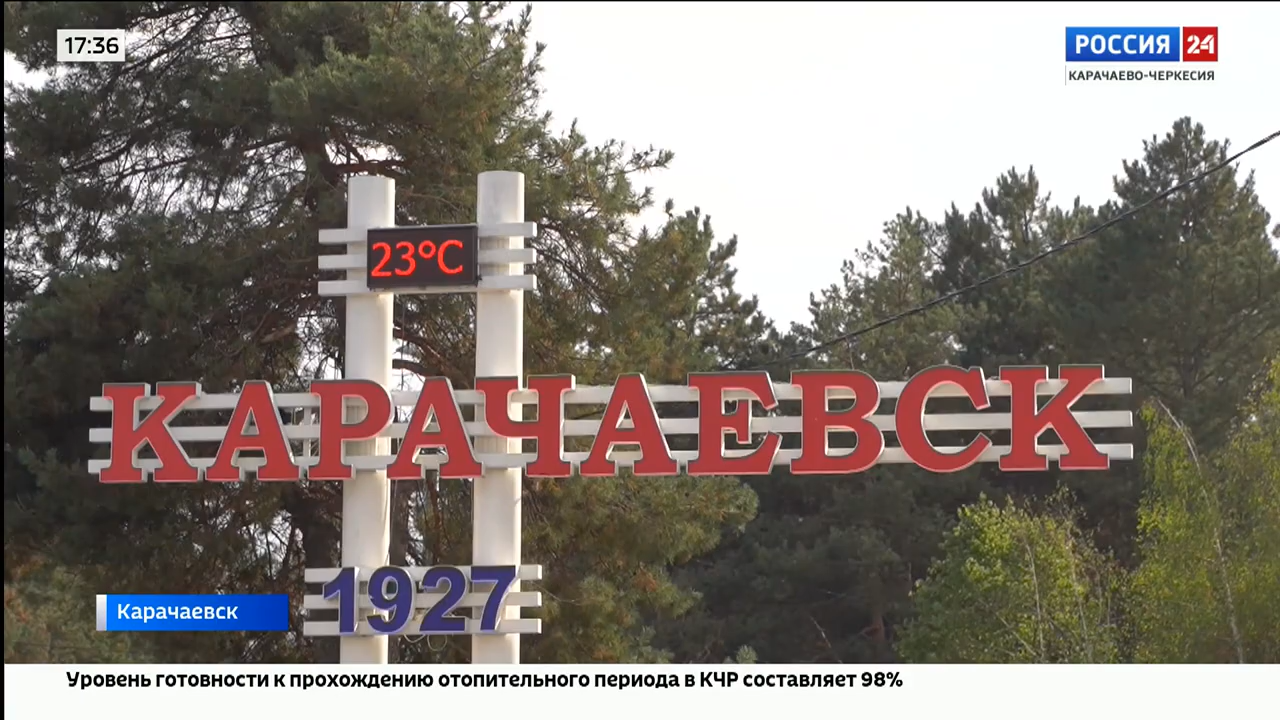 17:36
РОССИЯ 24
КАРАЧАЕВО-ЧЕРКЕСИЯ
23°C
КАРАЧАЕВСК
1927
Карачаевск
Уровень готовности к прохождению отопительного периода в КЧР составляет 98%